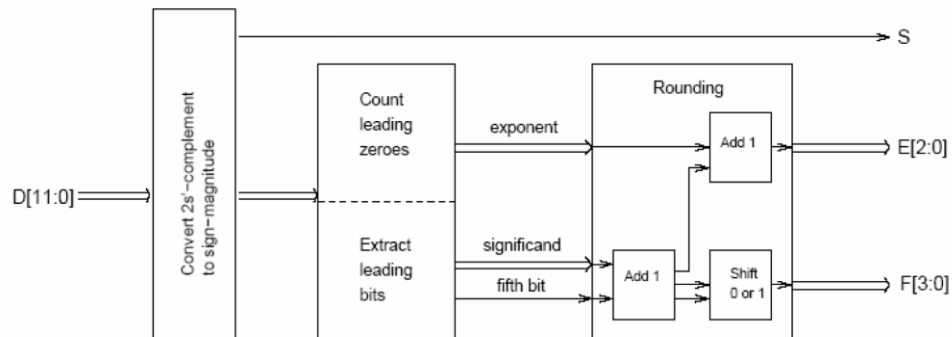 S
Convert 2s'-complement
to sign-magnitude
Count
leading
zeroes
Rounding
exponent
Add 1
E[2:0]
D[11:0]
Extract
leading
bits
significand
fifth bit
Add 1
Shift
0 or 1
F[3:0]